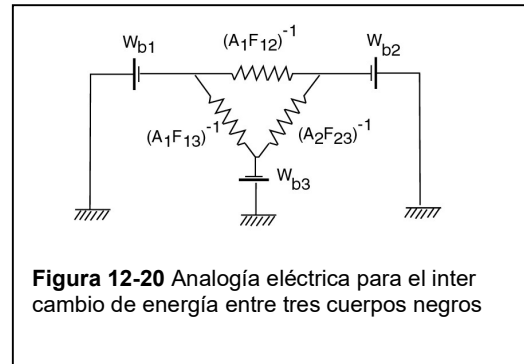 W_b1
(A_1F_12)^-1
W_b2
(A_1F_13)^-1
(A_2F_23)^-1
W_b3
Figura 12-20 Analogía eléctrica para el inter
cambio de energía entre tres cuerpos negros